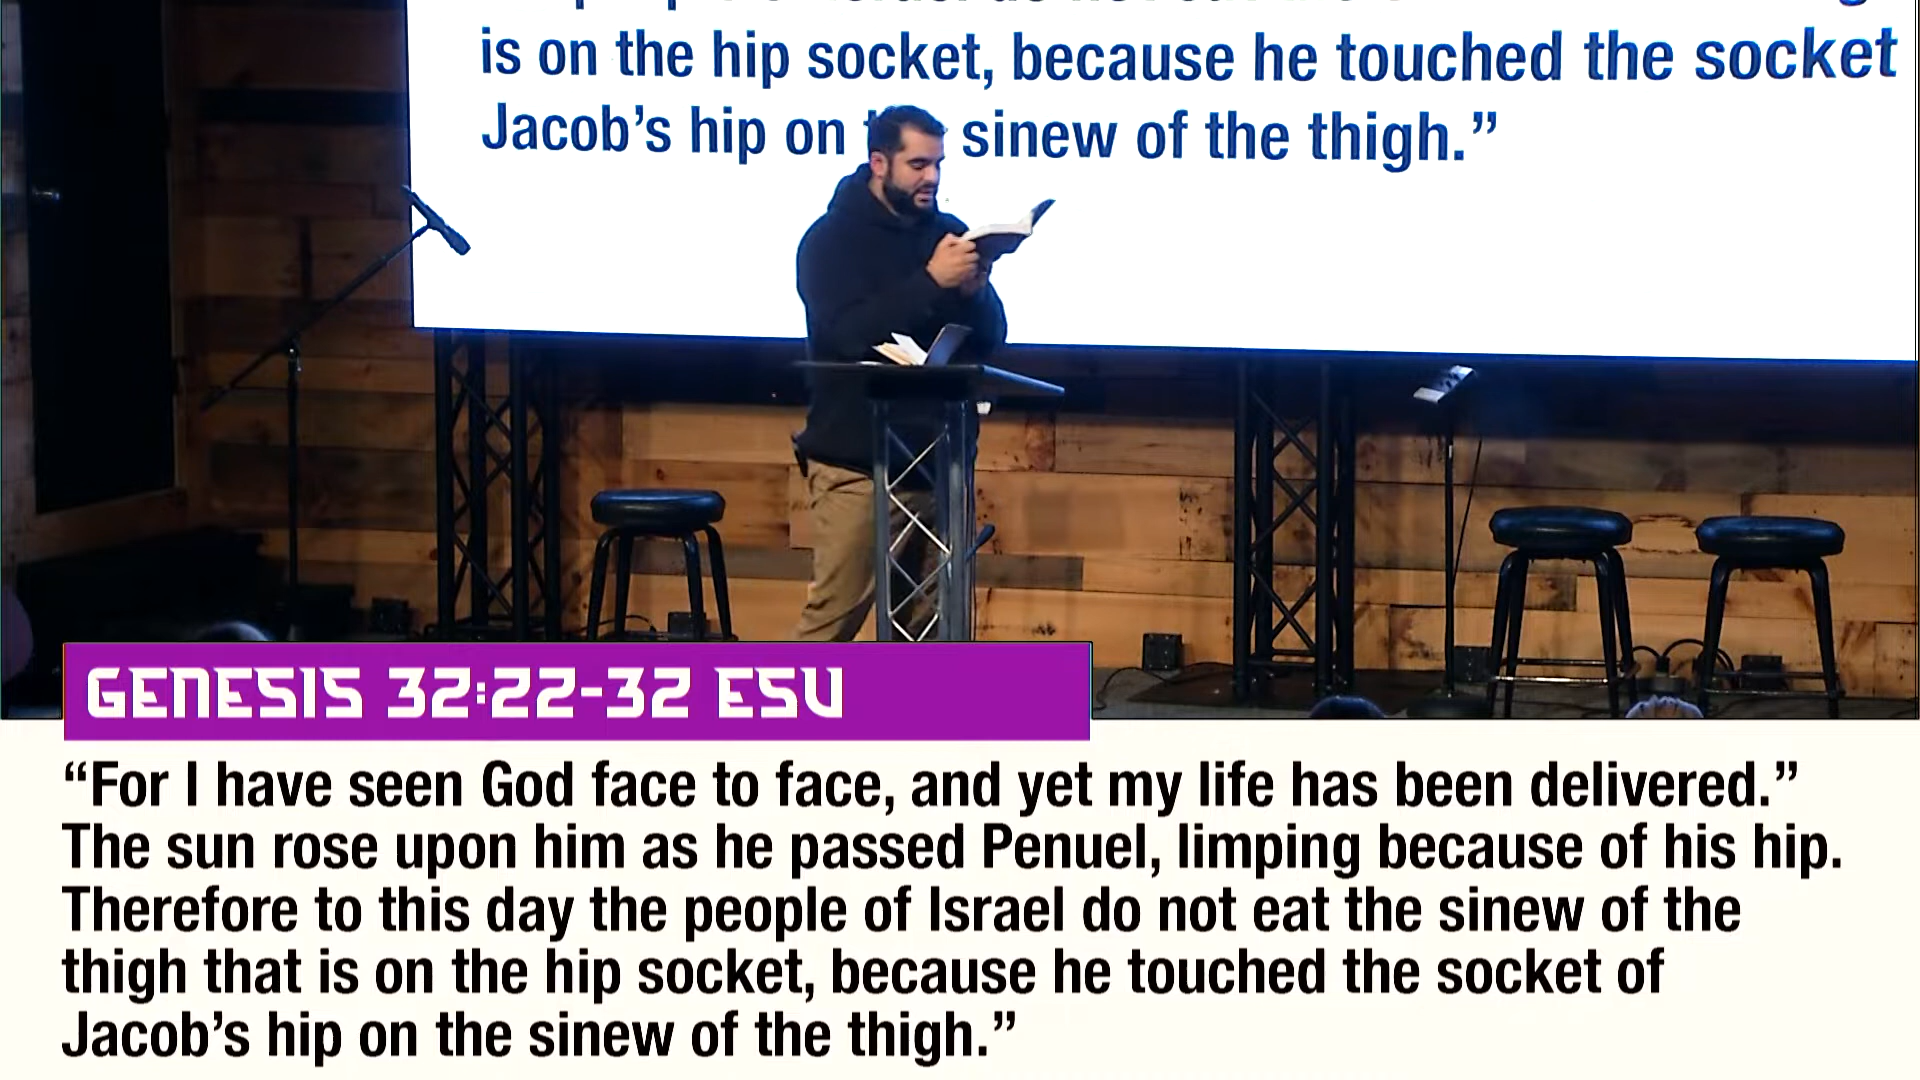 is on the hip socket, because he touched the socket
Jacob’s hip on sinew of the thigh.”
GENESIS 32:22-32 ESV
“For I have seen God face to face, and yet my life has been delivered.”
The sun rose upon him as he passed Penuel, limping because of his hip.
Therefore to this day the people of Israel do not eat the sinew of the
thigh that is on the hip socket, because he touched the socket of
Jacob’s hip on the sinew of the thigh.”